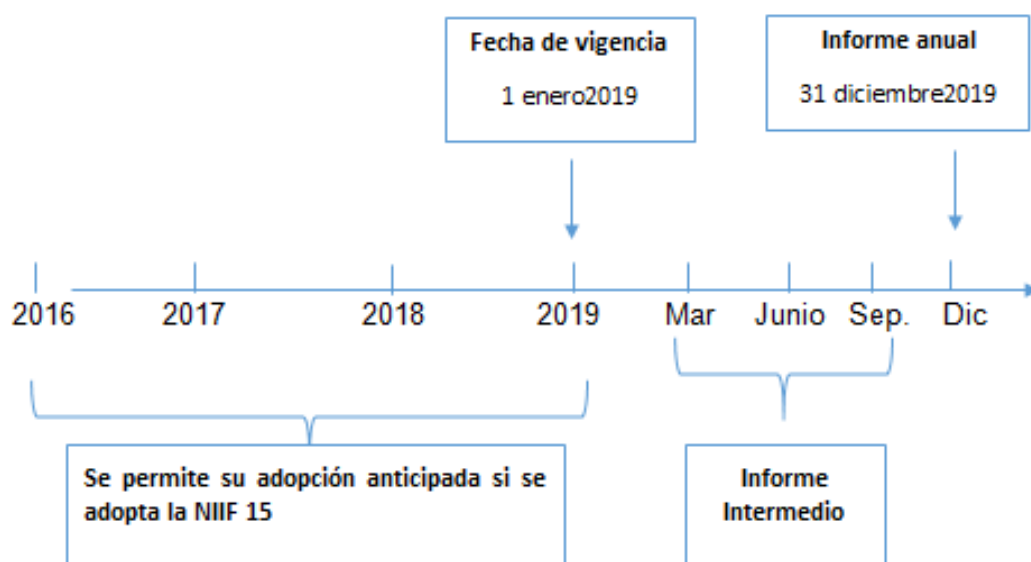 Fecha de vigencia
1 enero2019
Informe anual
31 diciembre2019
2016 2017 2018 2019 Mar Junio Sep. Dic
Se permite su adopción anticipada si se
adopta la NIIF 15
Informe
Intermedio